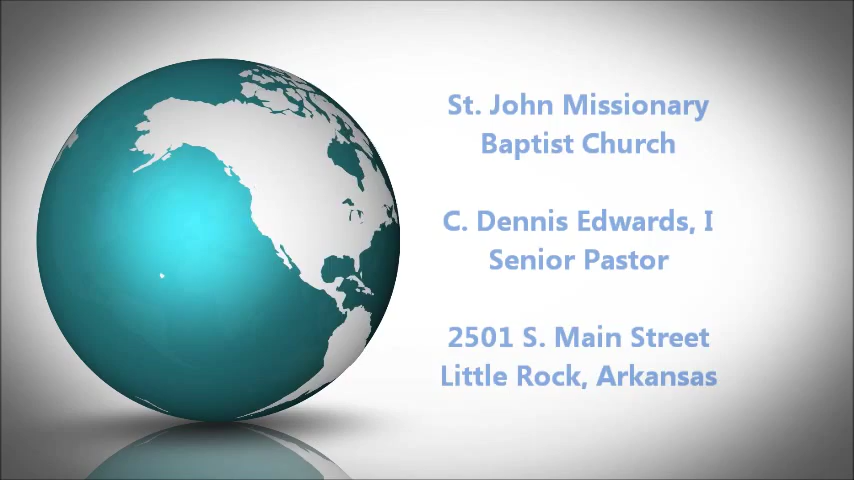 St. John Missionary
Baptist Church
C. Dennis Edwards, I
Senior Pastor
2501 S. Main Street
Little Rock, Arkansas